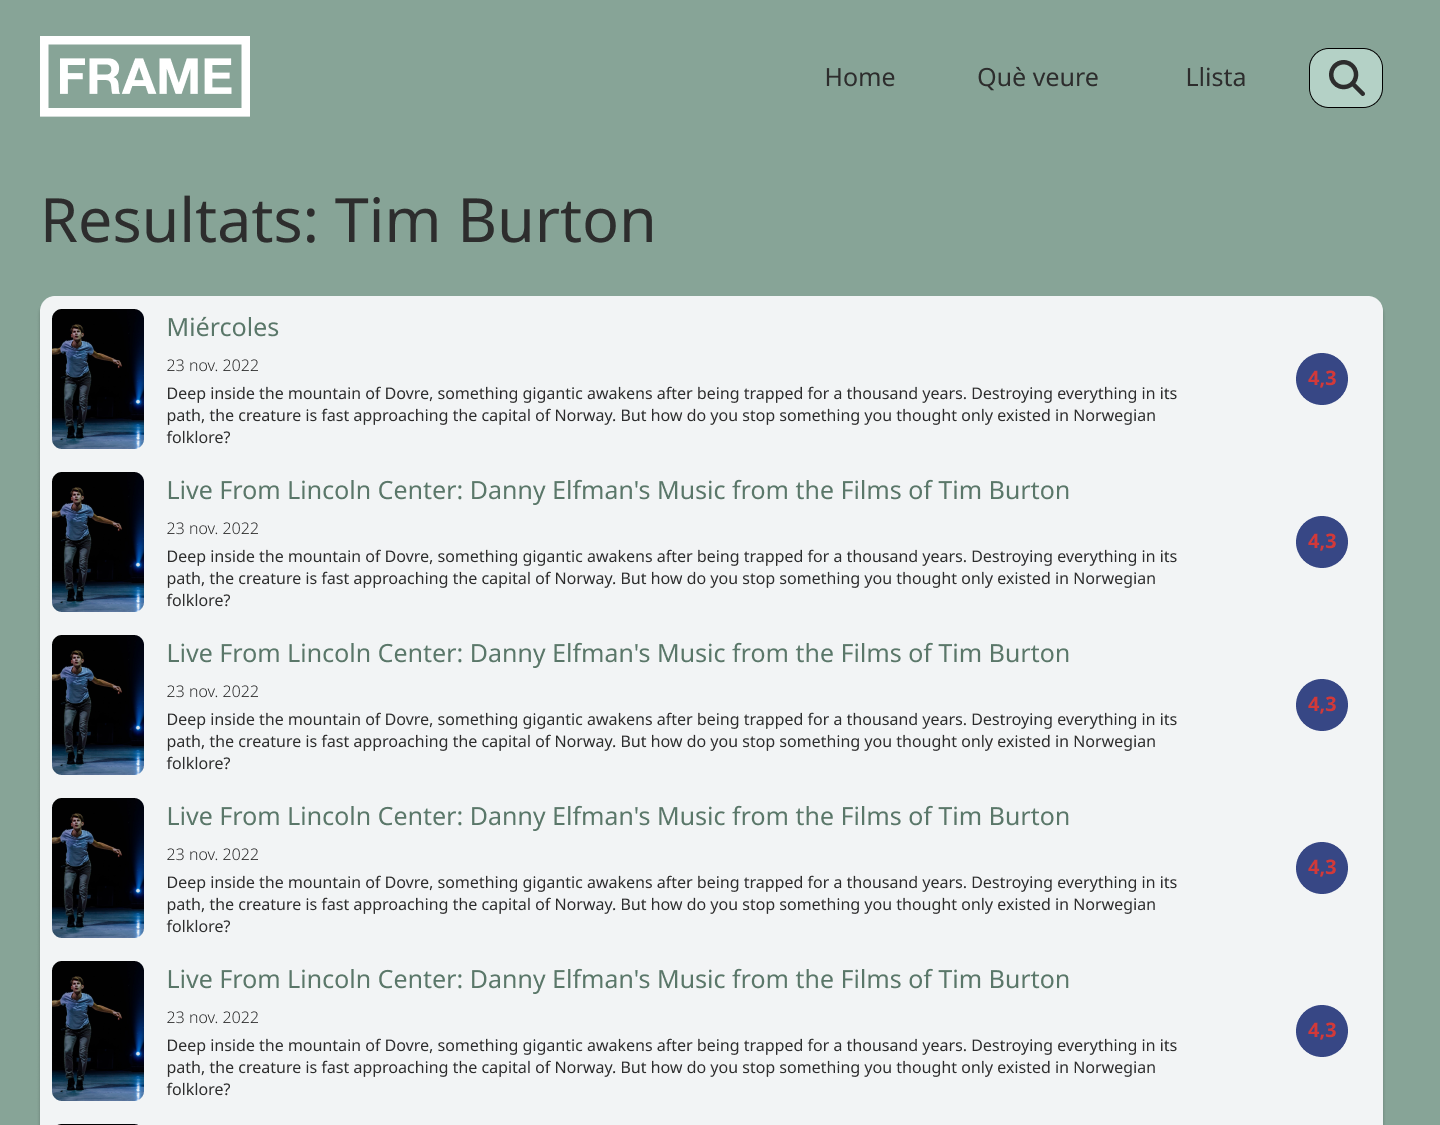 FRAME
Home
Què veure
Llista
Resultats: Tim Burton
Miércoles
23 nov. 2022
Deep inside the mountain of Dovre, something gigantic awakens after being trapped for a thousand years. Destroying everything in its
path, the creature is fast approaching the capital of Norway. But how do you stop something you thought only existed in Norwegian
folklore?
4,3
Live From Lincoln Center: Danny Elfman's Music from the Films of Tim Burton
23 nov. 2022
Deep inside the mountain of Dovre, something gigantic awakens after being trapped for a thousand years. Destroying everything in its
path, the creature is fast approaching the capital of Norway. But how do you stop something you thought only existed in Norwegian
folklore?
4,3
Live From Lincoln Center: Danny Elfman's Music from the Films of Tim Burton
23 nov. 2022
Deep inside the mountain of Dovre, something gigantic awakens after being trapped for a thousand years. Destroying everything in its
path, the creature is fast approaching the capital of Norway. But how do you stop something you thought only existed in Norwegian
folklore?
4,3
Live From Lincoln Center: Danny Elfman's Music from the Films of Tim Burton
23 nov. 2022
Deep inside the mountain of Dovre, something gigantic awakens after being trapped for a thousand years. Destroying everything in its
path, the creature is fast approaching the capital of Norway. But how do you stop something you thought only existed in Norwegian
folklore?
4,3
Live From Lincoln Center: Danny Elfman's Music from the Films of Tim Burton
23 nov. 2022
Deep inside the mountain of Dovre, something gigantic awakens after being trapped for a thousand years. Destroying everything in its
path, the creature is fast approaching the capital of Norway. But how do you stop something you thought only existed in Norwegian
folklore?
4,3